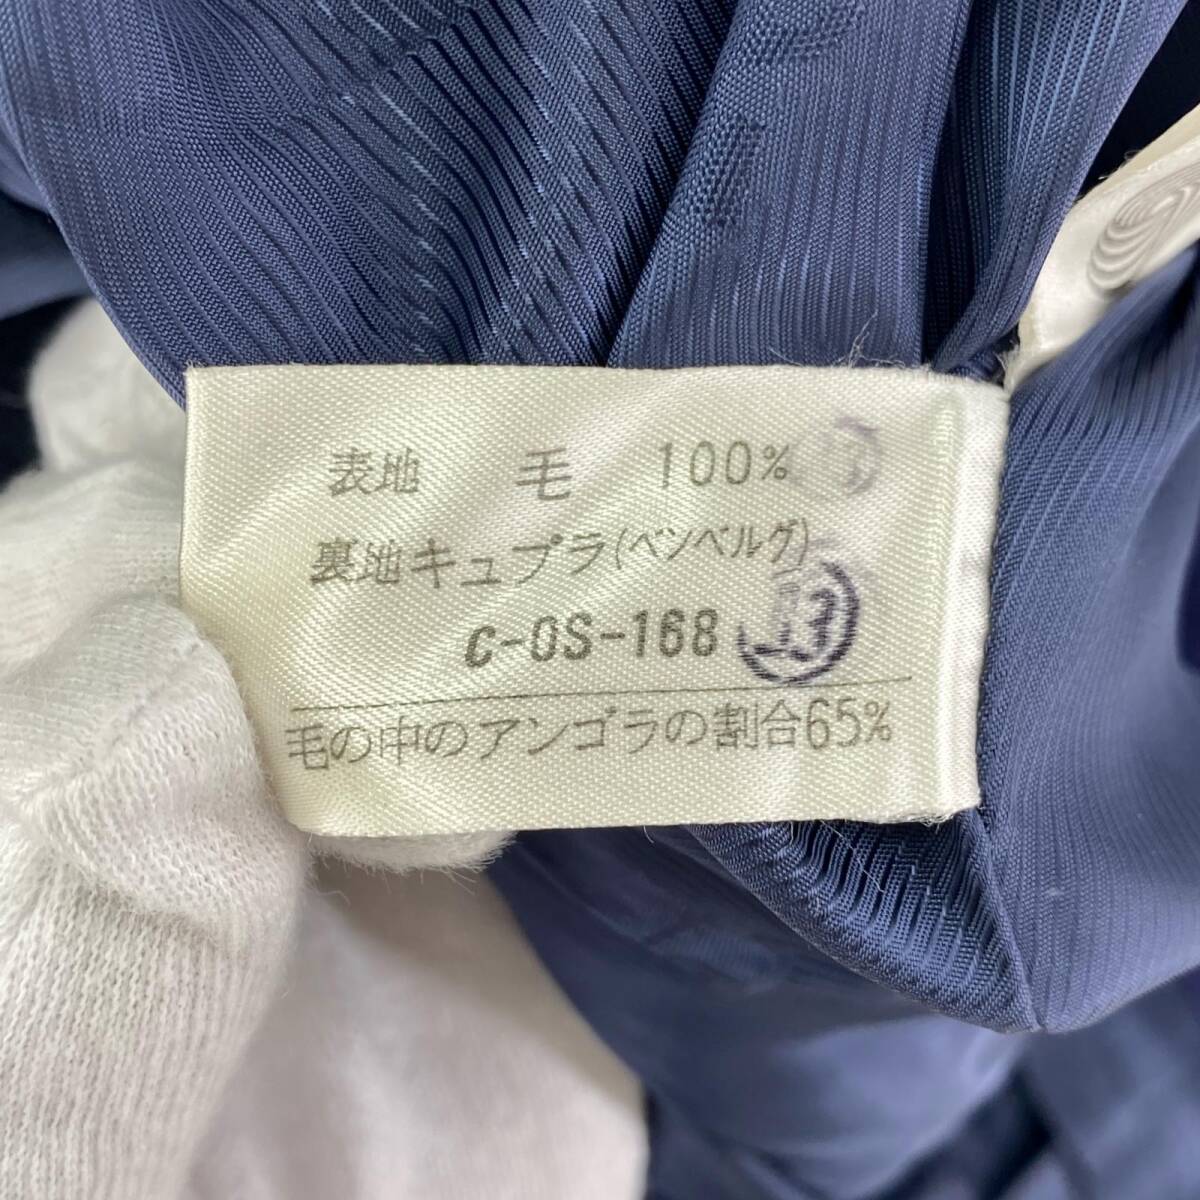 表地 毛 100%
裏地キュプラ(ベンベルグ)
C-OS-168
毛の中のアンゴラの割合65%